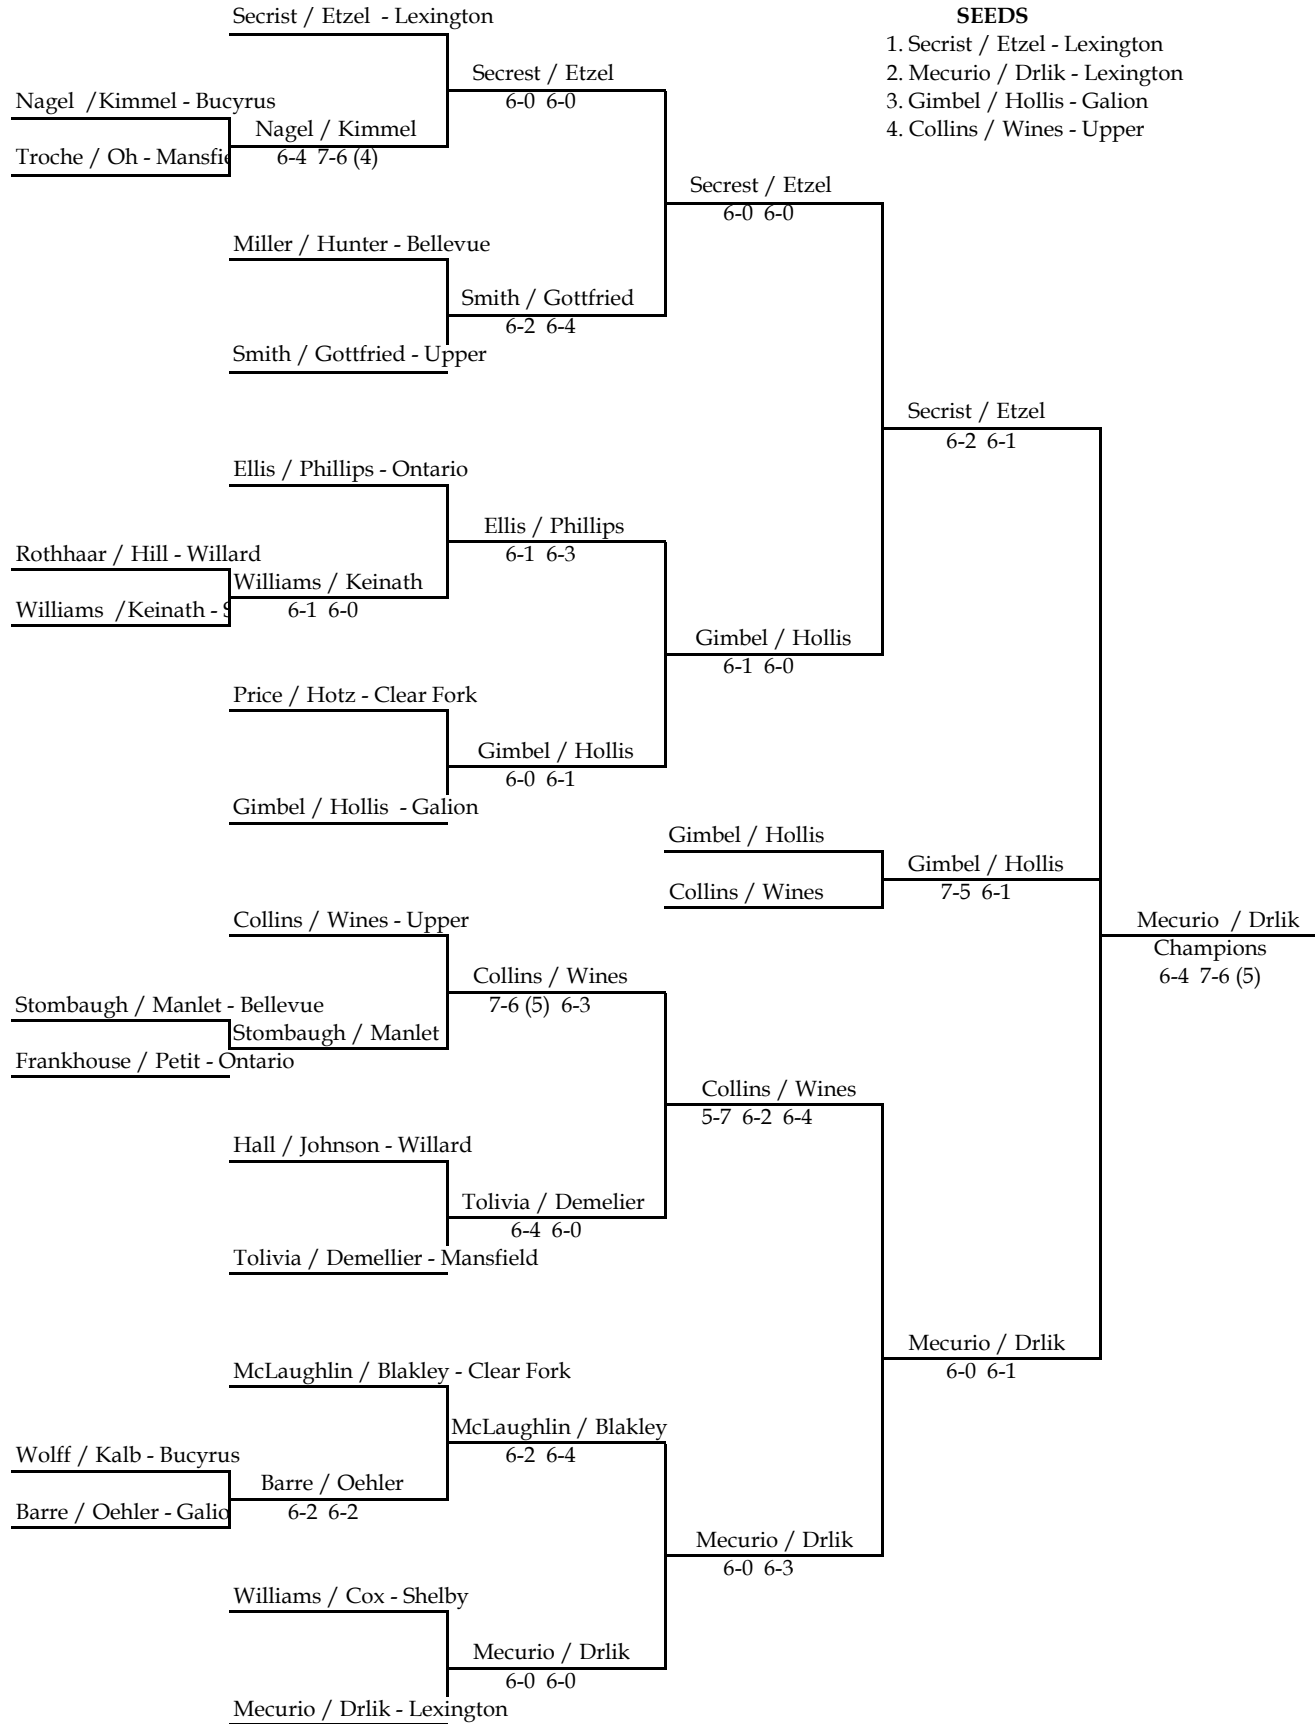 Secrist / Etzel - Lexington
SEEDS
1. Secrist / Etzel - Lexington
Secrest / Etzel
2. Mecurio / Drlik - Lexington
Nagel /Kimmel - Bucyrus
6-0 6-0
3. Gimbel / Hollis - Galion
Nagel / Kimmel
4. Collins / Wines - Upper
Troche / Oh - Mansfie
6-4 7-6 (4)
Secrest / Etzel
6-0 6-0
Miller / Hunter - Bellevue
Smith / Gottfried
6-2 6-4
Smith / Gottfried - Upper
Secrist / Etzel
6-2 6-1
Ellis / Phillips - Ontario
Ellis / Phillips
Rothhaar / Hill - Willard
6-1 6-3
Williams / Keinath
Williams /Keinath - S
6-1 6-0
Gimbel / Hollis
6-1 6-0
Price / Hotz - Clear Fork
Gimbel / Hollis
6-0 6-1
Gimbel / Hollis - Galion
Gimbel / Hollis
Gimbel / Hollis
Collins / Wines
7-5 6-1
Collins / Wines - Upper
Mecurio / Drlik
Champions
Collins / Wines
6-4 7-6 (5)
Stombaugh / Manlet - Bellevue
7-6 (5) 6-3
Stombaugh / Manlet
Frankhouse / Petit - Ontario
Collins / Wines
5-7 6-2 6-4
Hall / Johnson - Willard
Tolivia / Demelier
6-4 6-0
Tolivia / Demellier - Mansfield
Mecurio / Drlik
6-0 6-1
McLaughlin / Blakley - Clear Fork
McLaughlin / Blakley
Wolff / Kalb - Bucyrus
6-2 6-4
Barre / Oehler
Barre / Oehler - Galio
6-2 6-2
Mecurio / Drlik
6-0 6-3
Williams / Cox - Shelby
Mecurio / Drlik
6-0 6-0
Mecurio / Drlik - Lexington